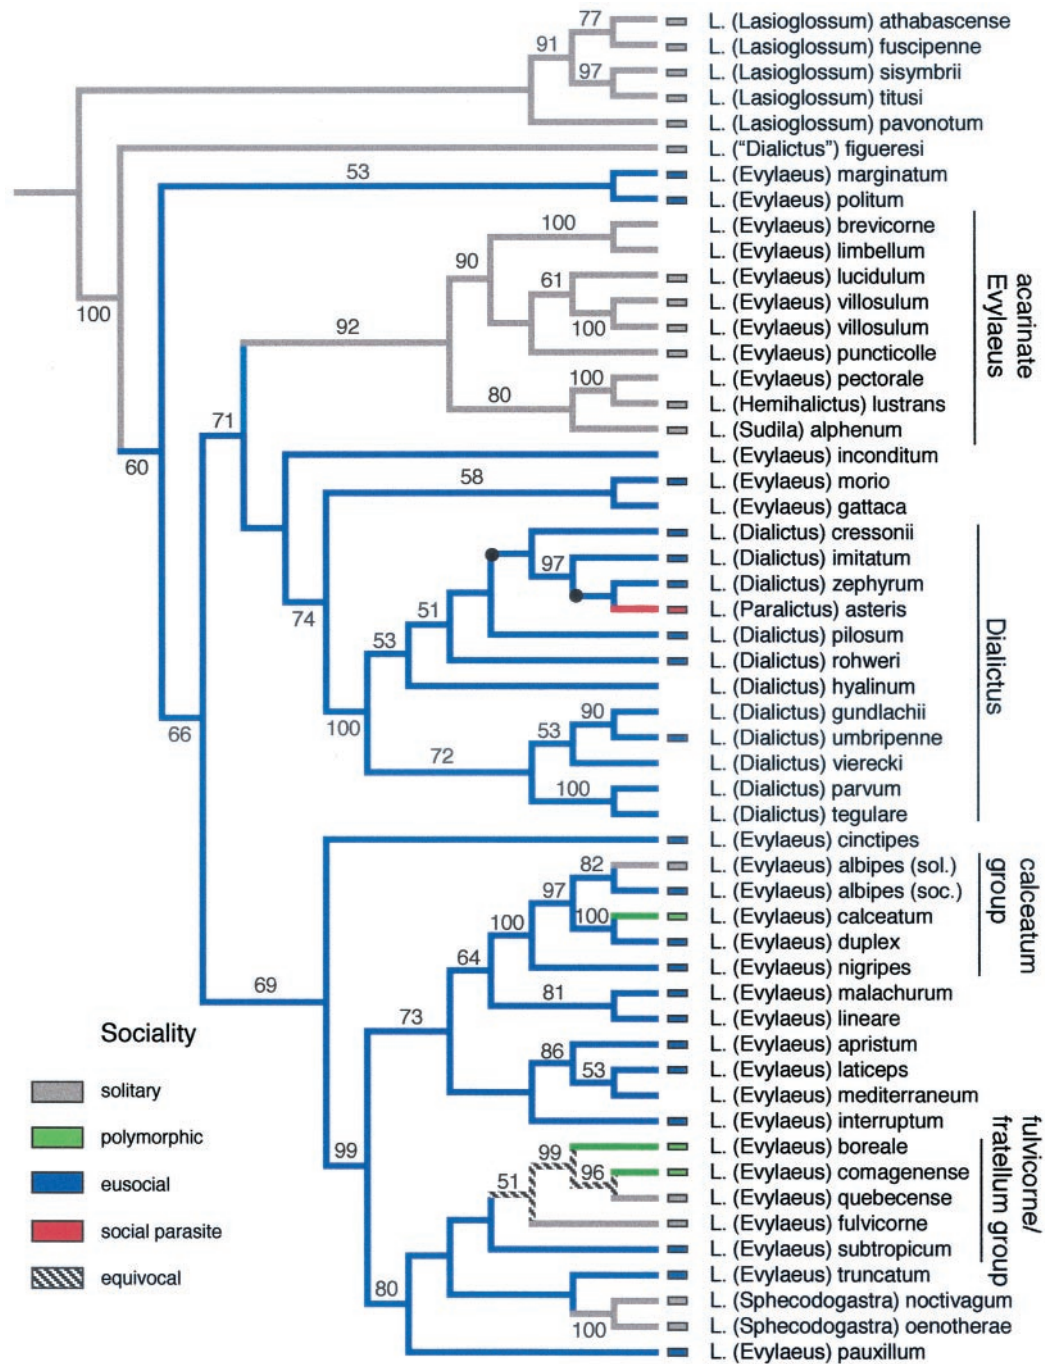 77
L. (Lasioglossum) athabascense
91
L. (Lasioglossum) fuscipenne
97
L. (Lasioglossum) sisymbrii
L. (Lasioglossum) titusi
L. (Lasioglossum) pavonotum
L. ("Dialictus") figueresi
53
L. (Evylaeus) marginatum
L. (Evylaeus) politum
100
L. (Evylaeus) brevicorne
L. (Evylaeus) limbellum
90
61
L. (Evylaeus) lucidulum
L. (Evylaeus) villosulum
100
100
L. (Evylaeus) villosulum
92
L. (Evylaeus) puncticolle
100
L. (Evylaeus) pectorale
80
L. (Hemihalictus) lustrans
71
L. (Sudila) alphenum
acarinate
Evylaeus
60
L. (Evylaeus) inconditum
58
L. (Evylaeus) morio
L. (Evylaeus) gattaca
L. (Dialictus) cressonii
97
L. (Dialictus) imitatum
L. (Dialictus) zephyrum
51
L. (Paralictus) asteris
74
53
L. (Dialictus) pilosum
L. (Dialictus) rohweri
L. (Dialictus) hyalinum
66
100
90
L. (Dialictus) gundlachii
72
53
L. (Dialictus) umbripenne
L. (Dialictus) vierecki
100
L. (Dialictus) parvum
L. (Dialictus) tegulare
Dialictus
L. (Evylaeus) cinctipes
82
L. (Evylaeus) albipes (sol.)
97
L. (Evylaeus) albipes (soc.)
100
100
L. (Evylaeus) calceatum
L. (Evylaeus) duplex
64
L. (Evylaeus) nigripes
calceatum
group
69
81
L. (Evylaeus) malachurum
73
L. (Evylaeus) lineare
86
L. (Evylaeus) apristum
53
L. (Evylaeus) laticeps
L. (Evylaeus) mediterraneum
L. (Evylaeus) interruptum
99
99
L. (Evylaeus) boreale
51
96
L. (Evylaeus) comagenense
L. (Evylaeus) quebecense
L. (Evylaeus) fulvicorne
L. (Evylaeus) subtropicum
fulvicorne/
fratellum group
80
L. (Evylaeus) truncatum
L. (Sphecodogastra) noctivagum
100
L. (Sphecodogastra) oenotherae
L. (Evylaeus) pauxillum
Sociality
solitary
polymorphic
eusocial
social parasite
equivocal